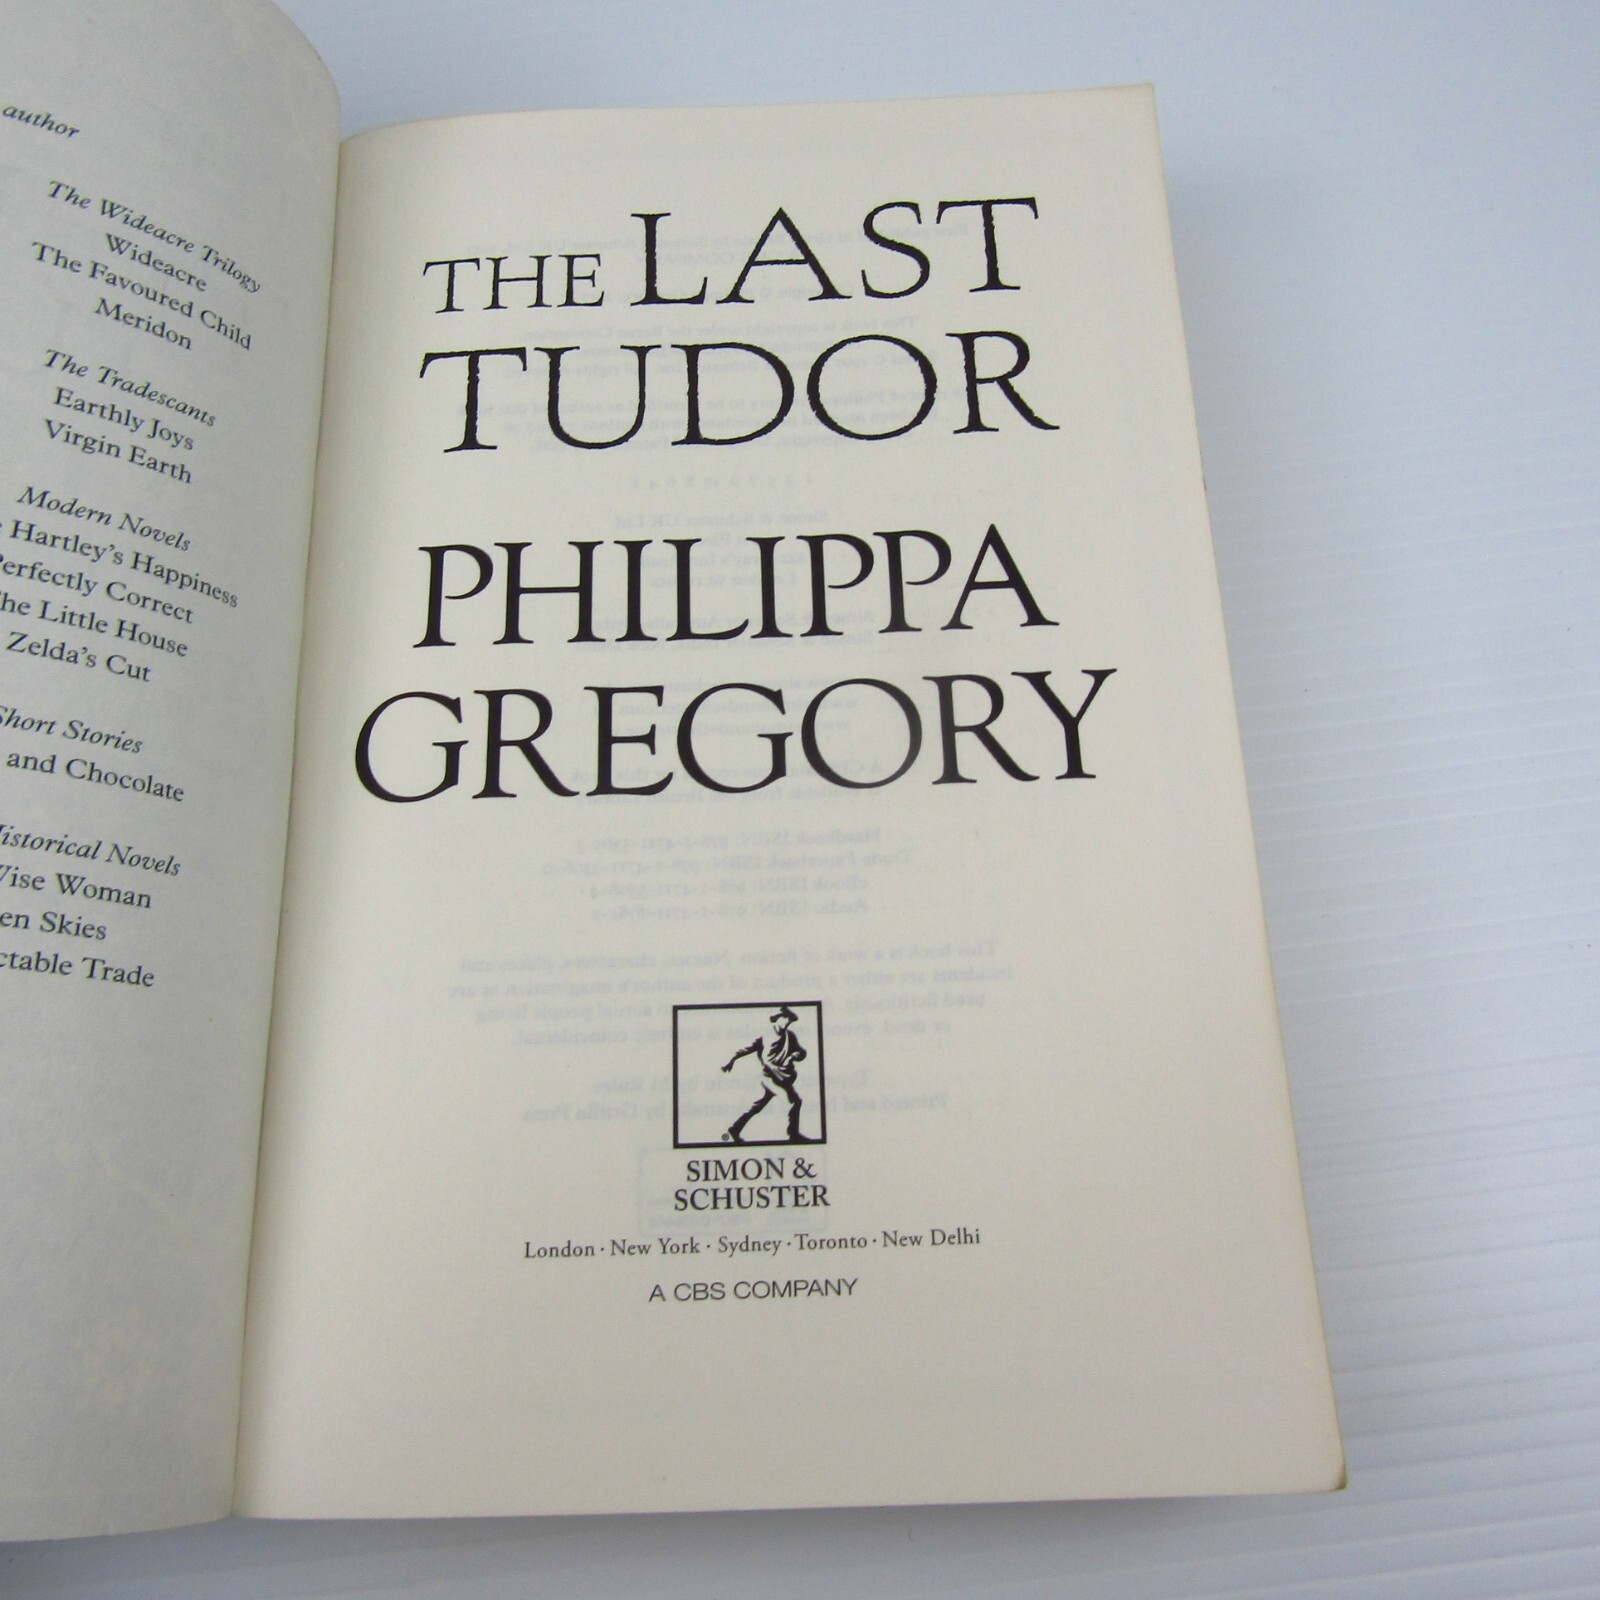 author
The Wideacre Trilogy
Wideacre
The Favoured Child
Meridon
The Tradescants
Earthly Joys
Virgin Earth
Modern Novels
Hartley's Happiness
Perfectly Correct
The Little House
Zelda's Cut
Short Stories
and Chocolate
Historical Novels
Wise Woman
en Skies
ctable Trade
THE LAST
TUDOR
PHILIPPA
GREGORY
SIMON &
SCHUSTER
London · New York · Sydney · Toronto · New Delhi
A CBS COMPANY